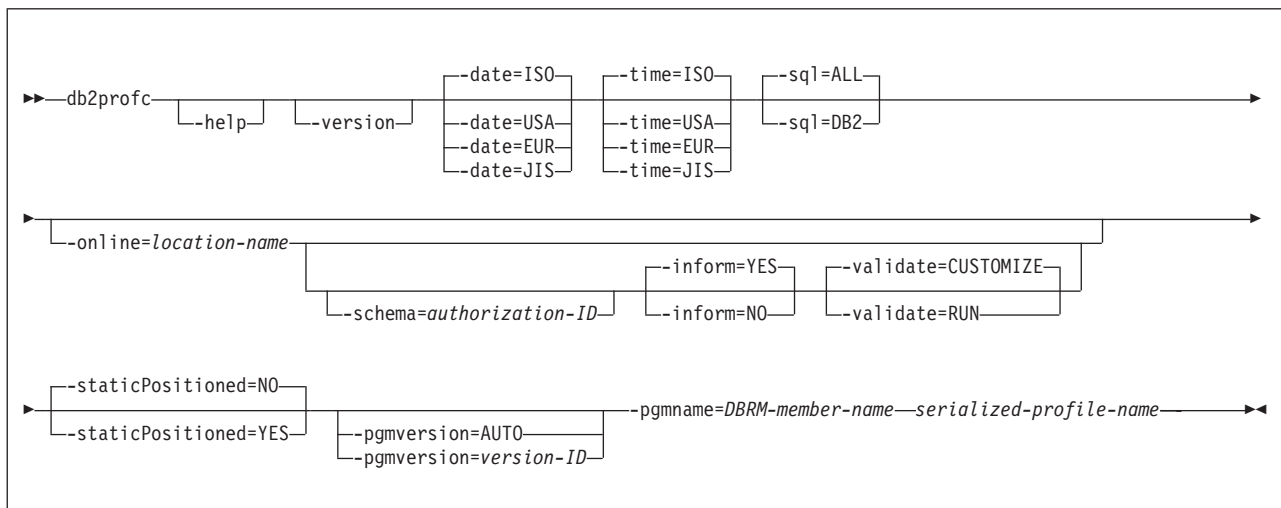 -date=ISO -time=ISO -sql=ALL
db2profc
-help -version -date=USA -time=USA -sql=DB2
-date=EUR -time=EUR
-date=JIS -time=JIS
-online=location-name
-inform=YES -validate=CUSTOMIZE
-schema=authorization-ID -inform=NO -validate=RUN
-staticPositioned=NO
-pgmname=DBRM-member-name serialized-profile-name
-staticPositioned=YES -pgmversion=AUTO
-pgmversion=version-ID